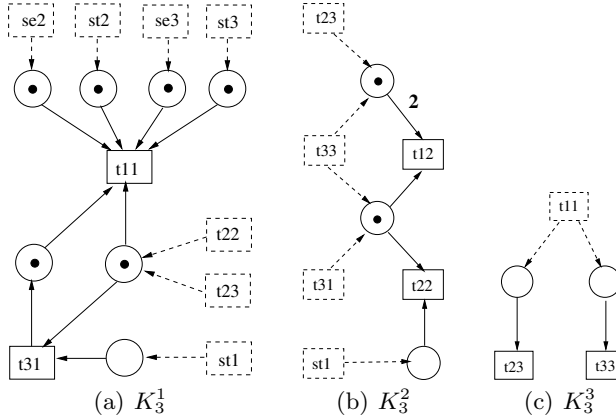 se2 st2 se3 st3
t11
t22
t23
t31
st1
(a) $K_3^1$
t23
2
t33
t12
t31
t22
st1
(b) $K_3^2$
t11
t23 t33
(c) $K_3^3$